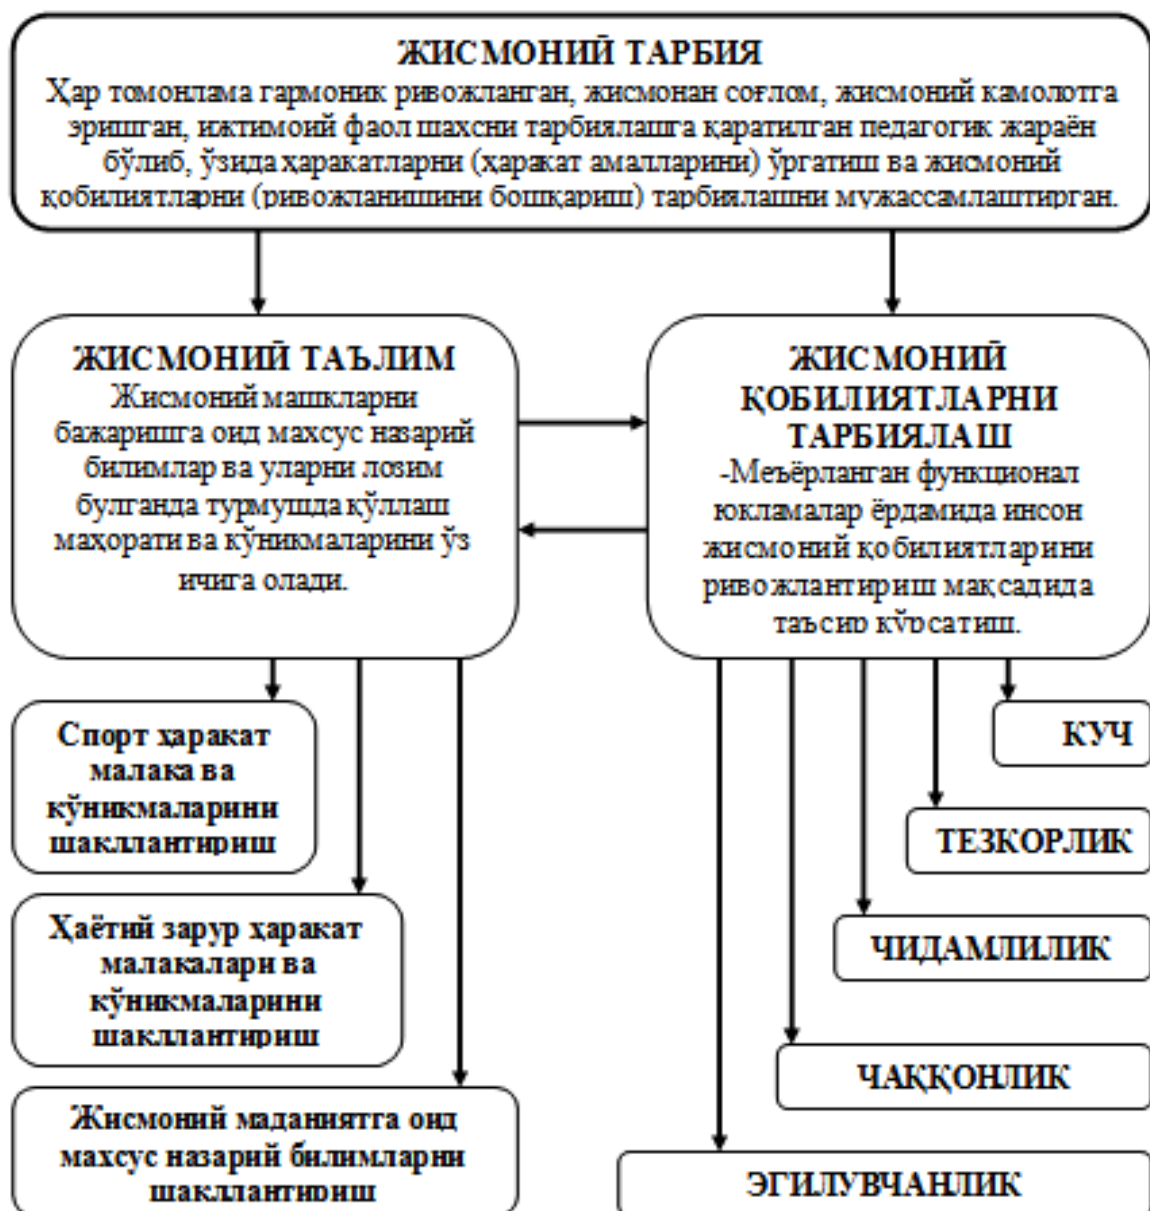 ЖИСМОНИЙ ТАРБИЯ
Ҳар томонлама гармоник ривожланган, жисмонан соғлом, жисмоний камолотга
эришган, ижтимоий фаол шахсни тарбиялашга қаратилган педагогик жараён
бўлиб, ўзида ҳаракатларни (ҳаракат амалларини) ўргатиш ва жисмоний
қобилиятларни (ривожланишини бошқариш) тарбиялашни мужассамлаштирган.
ЖИСМОНИЙ ТАЪЛИМ
Жисмоний машкларни
бажаришга оид махсус назарий
билимлар ва уларни лозим
булганда турмушда қўллаш
маҳорати ва кўникмаларини ўз
ичига олади.
ЖИСМОНИЙ
ҚОБИЛИЯТЛАРНИ
ТАРБИЯЛАШ
-Меъёрланган функционал
юкламалар ёрдамида инсон
жисмоний қобилиятларини
ривожлантириш мақсадида
таъсир кўрсатиш.
Спорт ҳаракат
малака ва
кўникмаларини
шакллантириш
Ҳаётий зарур ҳаракат
малакалари ва
кўникмаларини
шакллантириш
Жисмоний маданиятга оид
махсус назарий билимларни
шакллантириш
КУЧ
ТЕЗКОРЛИК
ЧИДАМЛИЛИК
ЧАҚҚОНЛИК
ЭГИЛУВЧАНЛИК